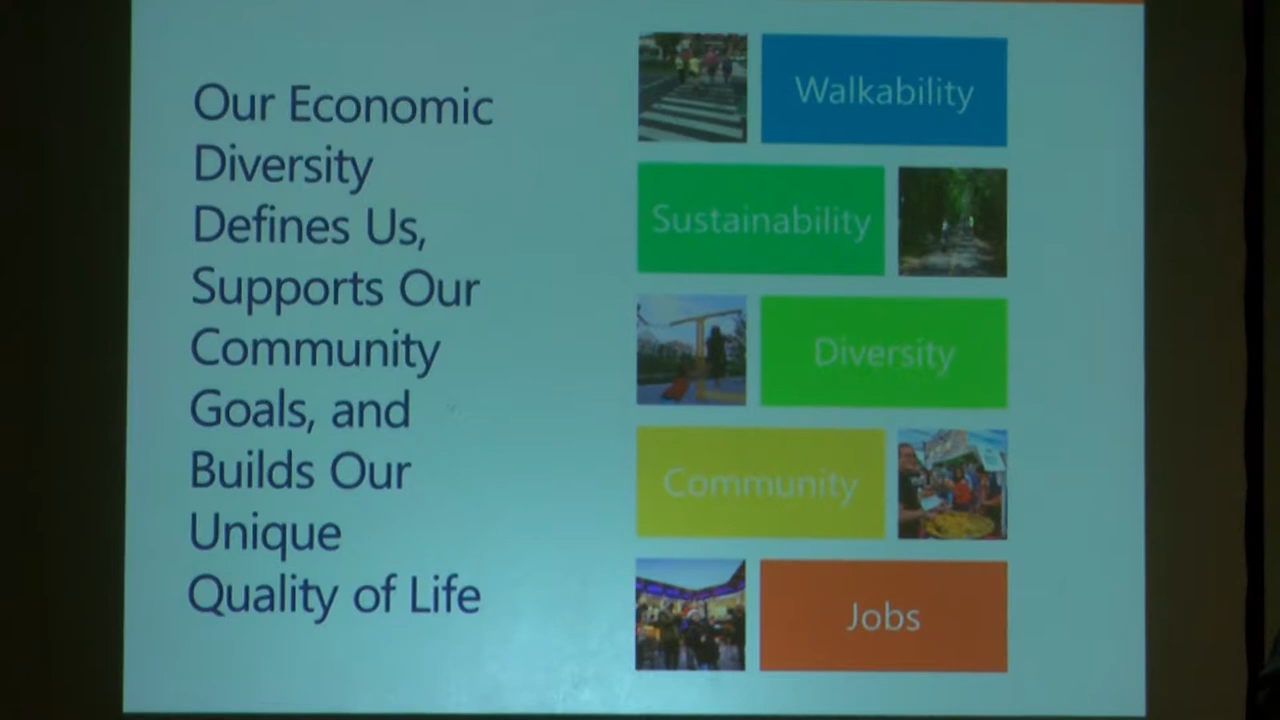 Our Economic
Diversity
Defines Us,
Supports Our
Community
Goals, and
Builds Our
Unique
Quality of Life
Walkability
Sustainability
Diversity
Community
Jobs